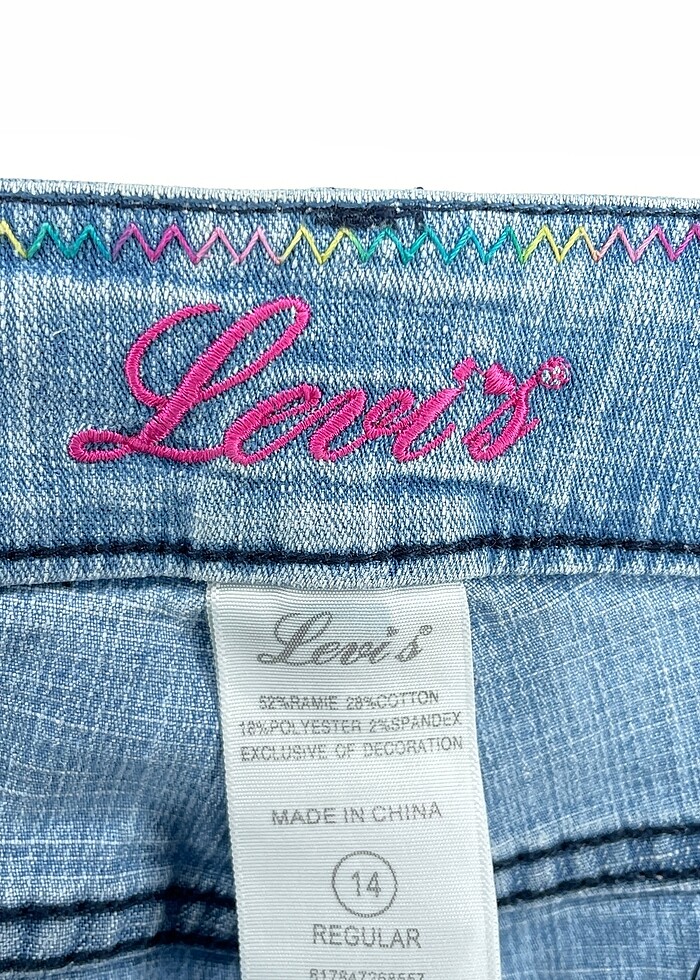 Levi's®
Levi's®
52%RAMIE 28%COTTON
18%POLYESTER 2%SPANDEX
EXCLUSIVE OF DECORATION
MADE IN CHINA
14
REGULAR